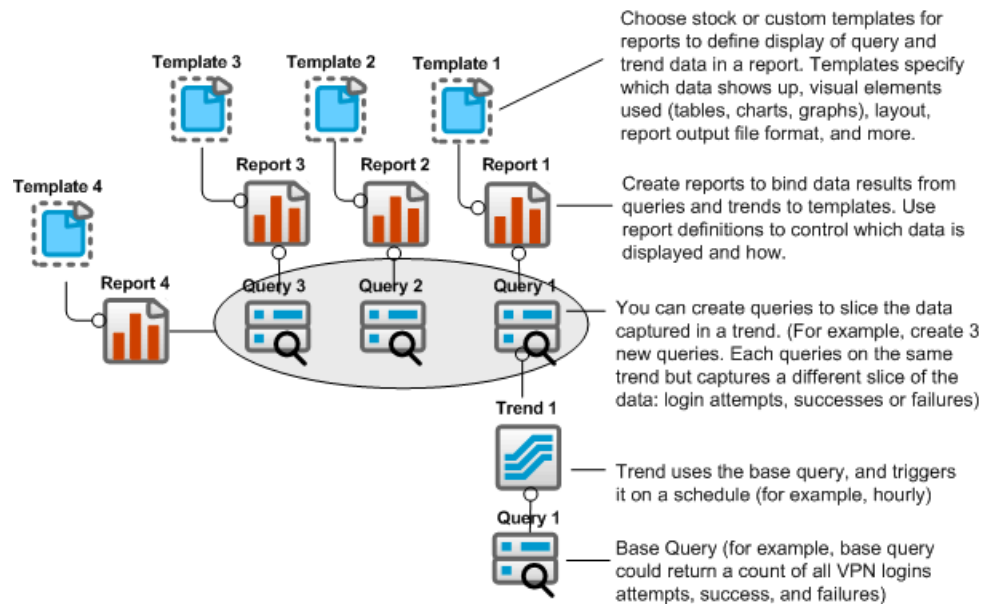 Choose stock or custom templates for
reports to define display of query and
trend data in a report. Templates specify
which data shows up, visual elements
used (tables, charts, graphs), layout,
report output file format, and more.
Template 3
Template 2
Template 1
Report 3
Report 2
Report 1
Create reports to bind data results from
queries and trends to templates. Use
report definitions to control which data is
displayed and how.
Template 4
Report 4
Query 3
Query 2
Query 1
You can create queries to slice the data
captured in a trend. (For example, create 3
new queries. Each queries on the same
trend but captures a different slice of the
data: login attempts, successes or failures)
Trend 1
Trend uses the base query, and triggers
it on a schedule (for example, hourly)
Query 1
Base Query (for example, base query
could return a count of all VPN logins
attempts, success, and failures)